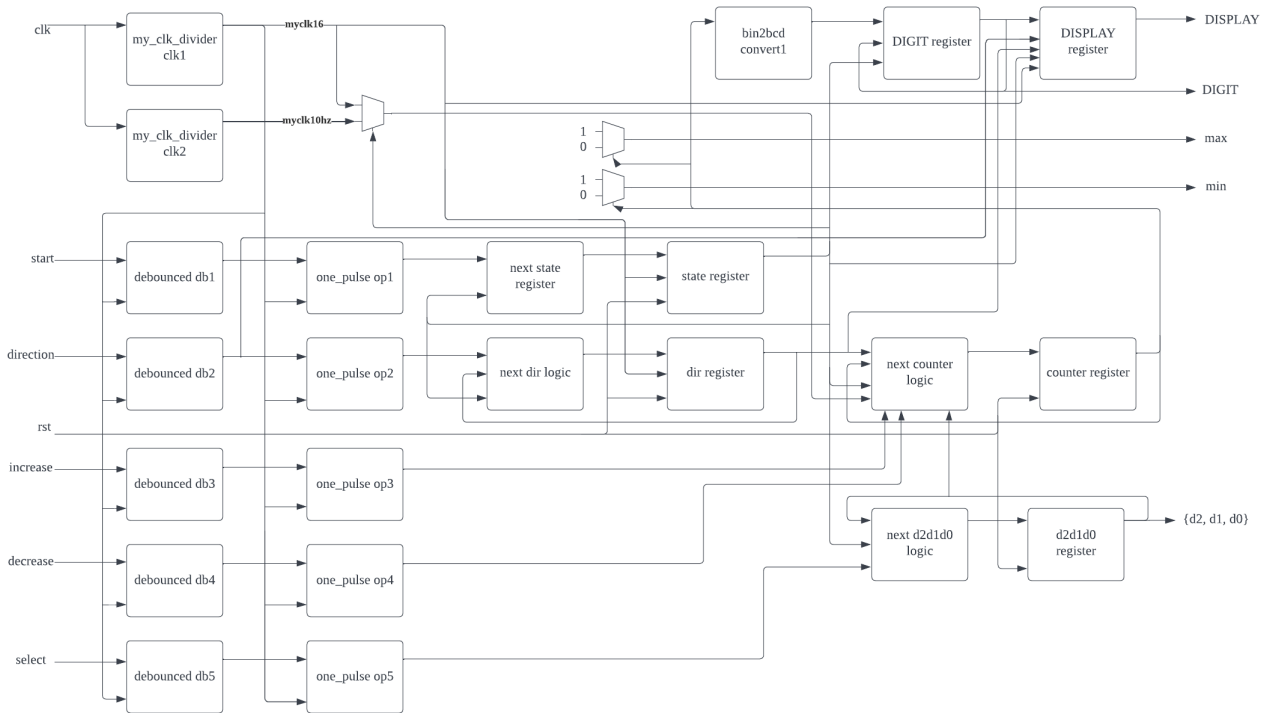 clk
my_clk_divider
clk1
myclk16
bin2bcd
convert1
DIGIT register
DISPLAY
register
DISPLAY
DIGIT
my_clk_divider
clk2
myclk10hz
1
0
max
1
0
min
start
debounced db1
one_pulse op1
next state
register
state register
direction
debounced db2
one_pulse op2
next dir logic
dir register
next counter
logic
counter register
rst
increase
debounced db3
one_pulse op3
decrease
debounced db4
one_pulse op4
next d2d1d0
logic
d2d1d0
register
{d2, d1, d0}
select
debounced db5
one_pulse op5